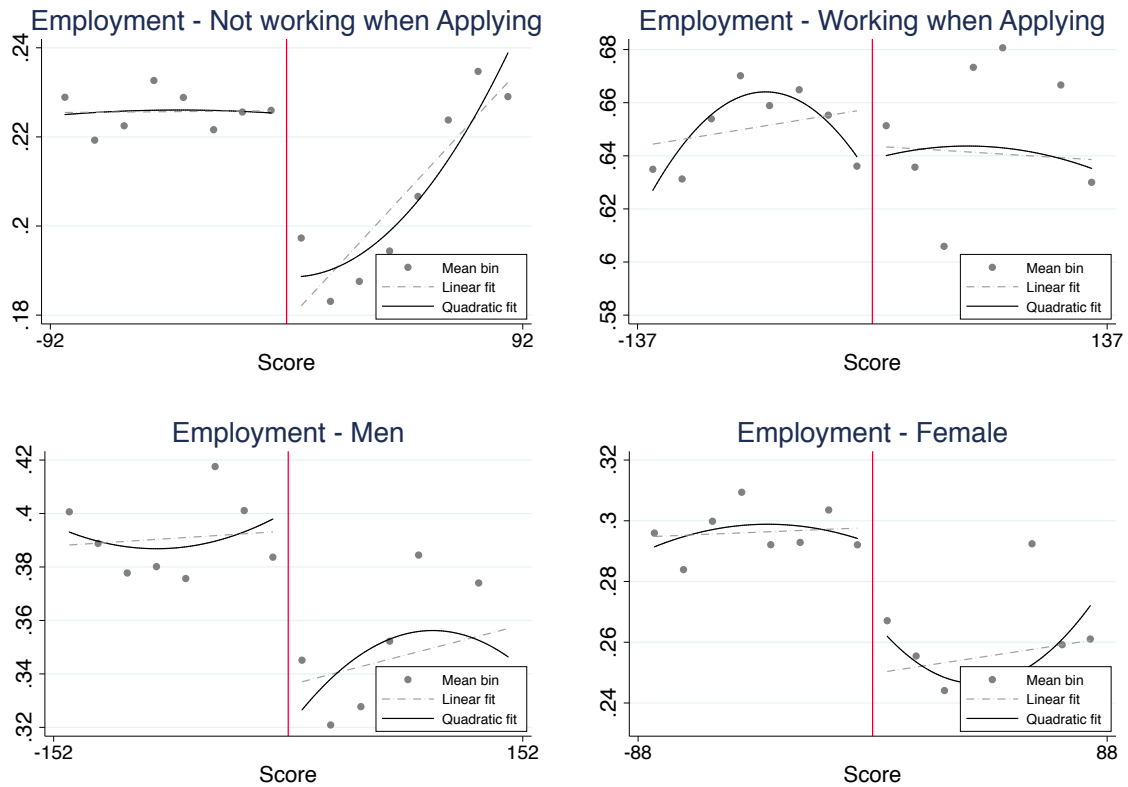 Employment - Not working when Applying
.24
.22
.2
.18
Mean bin
Linear fit
Quadratic fit
-92
92
Score
Employment - Working when Applying
.68
.66
.64
.62
.6
.58
Mean bin
Linear fit
Quadratic fit
-137
137
Score
Employment - Men
.42
.4
.38
.36
.34
.32
Mean bin
Linear fit
Quadratic fit
-152
152
Score
Employment - Female
.32
.3
.28
.26
.24
Mean bin
Linear fit
Quadratic fit
-88
88
Score